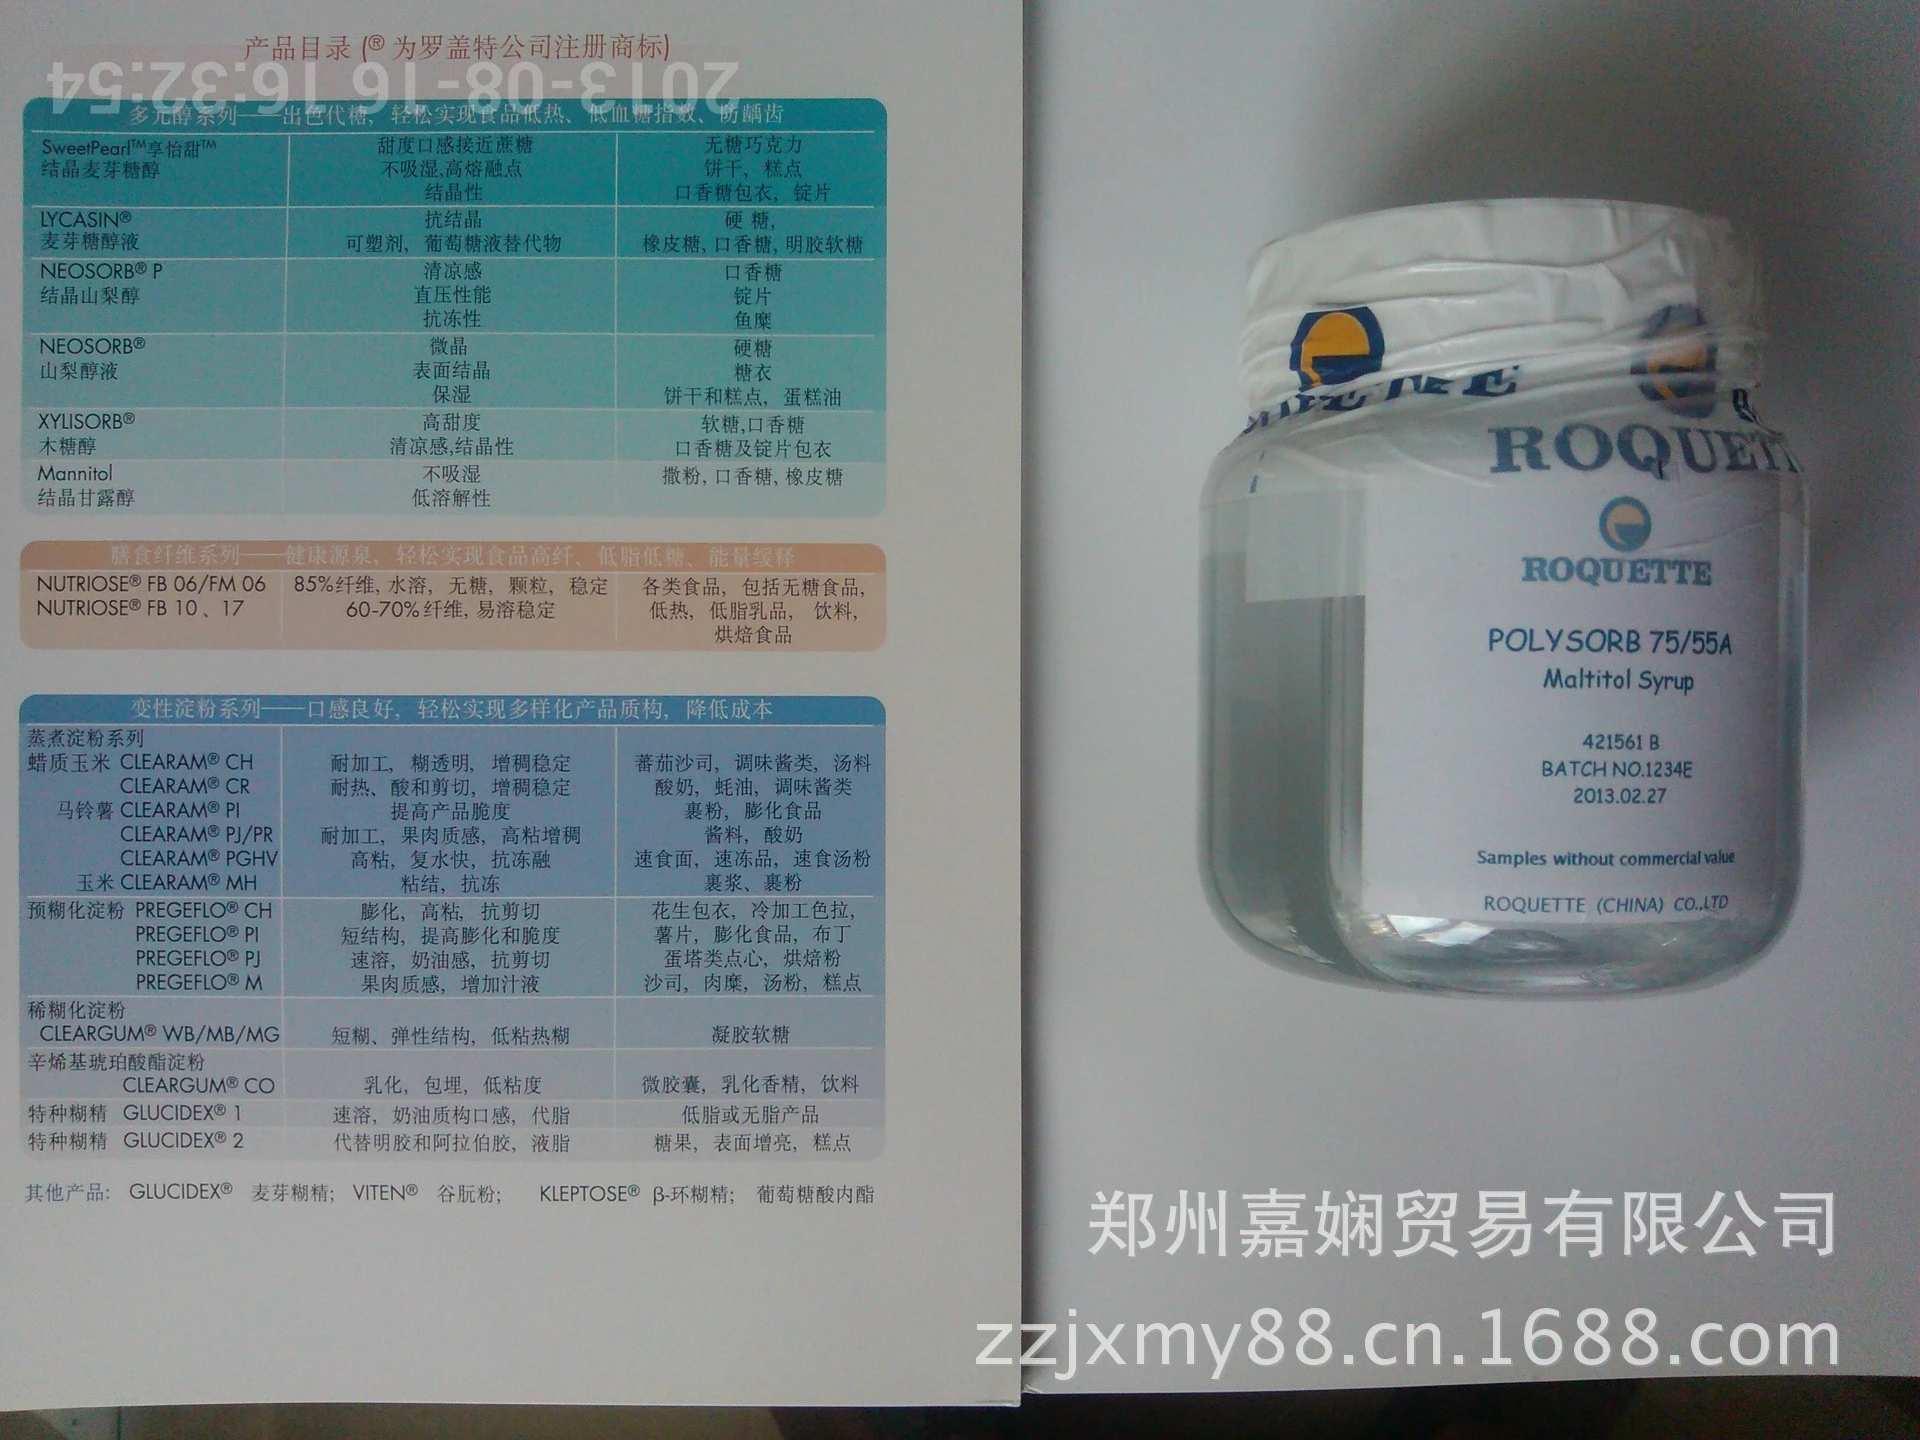 产品目录 (® 为罗盖特公司注册商标)
2013-08-16 16:32:54
多元醇系列——出色代糖, 轻松实现食品低热、低血糖指数、防龋齿
SweetPearl™享怡甜™ 甜度口感接近蔗糖 无糖巧克力
结晶麦芽糖醇 不吸湿,高熔融点 饼干, 糕点
结晶性 口香糖包衣, 锭片
LYCASIN® 抗结晶 硬 糖,
麦芽糖醇液 可塑剂, 葡萄糖液替代物 橡皮糖, 口香糖, 明胶软糖
NEOSORB® P 清凉感 口香糖
结晶山梨醇 直压性能 锭片
抗冻性 鱼糜
NEOSORB® 微晶 硬糖
山梨醇液 表面结晶 糖衣
保湿 饼干和糕点, 蛋糕油
XYLISORB® 高甜度 软糖,口香糖
木糖醇 清凉感,结晶性 口香糖及锭片包衣
Mannitol 不吸湿 撒粉, 口香糖, 橡皮糖
结晶甘露醇 低溶解性
膳食纤维系列——健康源泉、轻松实现食品高纤、低脂低糖、能量缓释
NUTRIOSE® FB 06/FM 06 85%纤维, 水溶, 无糖, 颗粒, 稳定 各类食品, 包括无糖食品,
NUTRIOSE® FB 10 、17 60-70%纤维, 易溶稳定 低热, 低脂乳品, 饮料,
烘焙食品
变性淀粉系列——口感良好, 轻松实现多样化产品质构, 降低成本
蒸煮淀粉系列
蜡质玉米 CLEARAM® CH 耐加工, 糊透明, 增稠稳定 蕃茄沙司, 调味酱类, 汤料
CLEARAM® CR 耐热、酸和剪切, 增稠稳定 酸奶, 蚝油, 调味酱类
马铃薯 CLEARAM® PI 提高产品脆度 裹粉, 膨化食品
CLEARAM® PJ/PR 耐加工, 果肉质感, 高粘增稠 酱料, 酸奶
CLEARAM® PGHV 高粘, 复水快, 抗冻融 速食面, 速冻品, 速食汤粉
玉米 CLEARAM® MH 粘结, 抗冻 裹浆、裹粉
预糊化淀粉 PREGEFLO® CH 膨化, 高粘, 抗剪切 花生包衣, 冷加工色拉,
PREGEFLO® PI 短结构, 提高膨化和脆度 薯片, 膨化食品, 布丁
PREGEFLO® PJ 速溶, 奶油感, 抗剪切 蛋塔类点心, 烘焙粉
PREGEFLO® M 果肉质感, 增加汁液 沙司, 肉糜, 汤粉, 糕点
稀糊化淀粉
CLEARGUM® WB/MB/MG 短糊、弹性结构, 低粘热糊 凝胶软糖
辛烯基琥珀酸酯淀粉
CLEARGUM® CO 乳化, 包埋, 低粘度 微胶囊, 乳化香精, 饮料
特种糊精 GLUCIDEX® 1 速溶, 奶油质构口感, 代脂 低脂或无脂产品
特种糊精 GLUCIDEX® 2 代替明胶和阿拉伯胶, 液脂 糖果, 表面增亮, 糕点
其他产品: GLUCIDEX® 麦芽糊精; VITEN® 谷朊粉; KLEPTOSE® β-环糊精; 葡萄糖酸内酯
ROQUETTE
ROQUETTE
POLYSORB 75/55A
Maltitol Syrup
421561 B
BATCH NO.1234E
2013.02.27
Samples without commercial value
ROQUETTE (CHINA) CO.,LTD
郑州嘉娴贸易有限公司
zzjxmy88.cn.1688.com